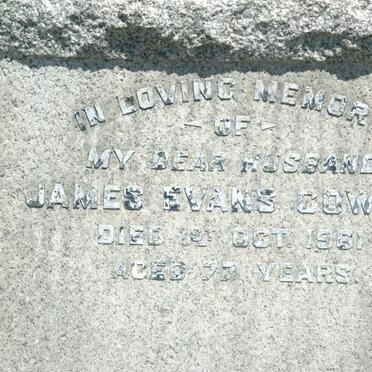 IN LOVING MEMOR
OF
MY DEAR HUSBAND
JAMES EVANS COW
DIED 1ST OCT 1961
AGED 77 YEARS.